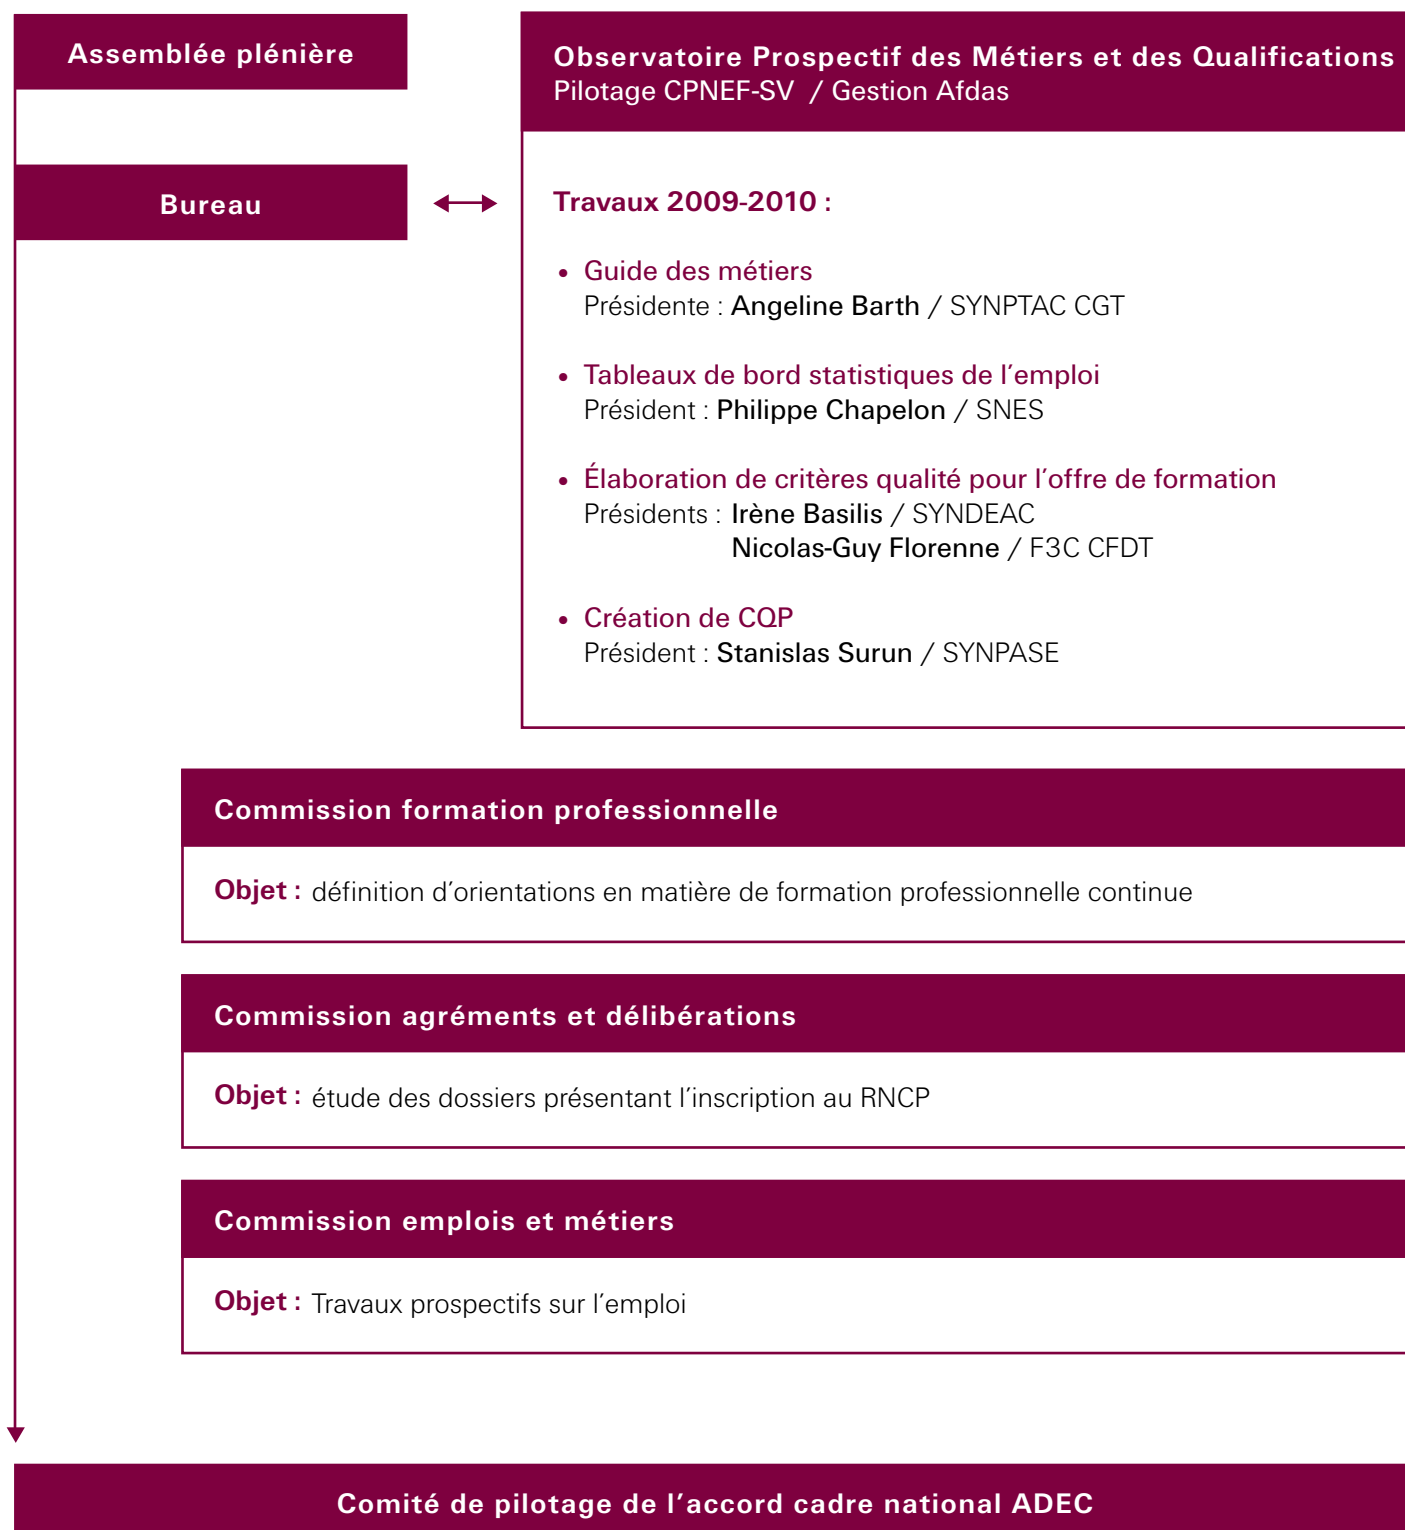 Assemblée plénière
Bureau
Observatoire Prospectif des Métiers et des Qualifications
Pilotage CPNEF-SV / Gestion Afdas
Travaux 2009-2010 :
• Guide des métiers
Présidente : Angeline Barth / SYNPTAC CGT
• Tableaux de bord statistiques de l'emploi
Président : Philippe Chapelon / SNES
• Élaboration de critères qualité pour l'offre de formation
Présidents : Irène Basilis / SYNDEAC
Nicolas-Guy Florenne / F3C CFDT
• Création de CQP
Président : Stanislas Surun / SYNPASE
Commission formation professionnelle
Objet : définition d'orientations en matière de formation professionnelle continue
Commission agréments et délibérations
Objet : étude des dossiers présentant l'inscription au RNCP
Commission emplois et métiers
Objet : Travaux prospectifs sur l'emploi
Comité de pilotage de l'accord cadre national ADEC